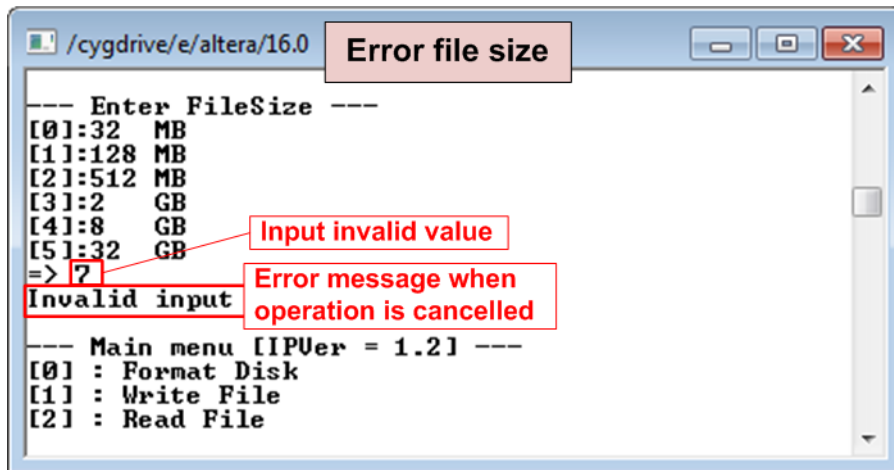 /cygdrive/e/altera/16.0
Error file size
--- Enter FileSize ---
[0]:32 MB
[1]:128 MB
[2]:512 MB
[3]:2 GB
[4]:8 GB
[5]:32 GB
=> 7
Input invalid value
Invalid input
Error message when
operation is cancelled
--- Main menu [IPVer = 1.2] ---
[0] : Format Disk
[1] : Write File
[2] : Read File